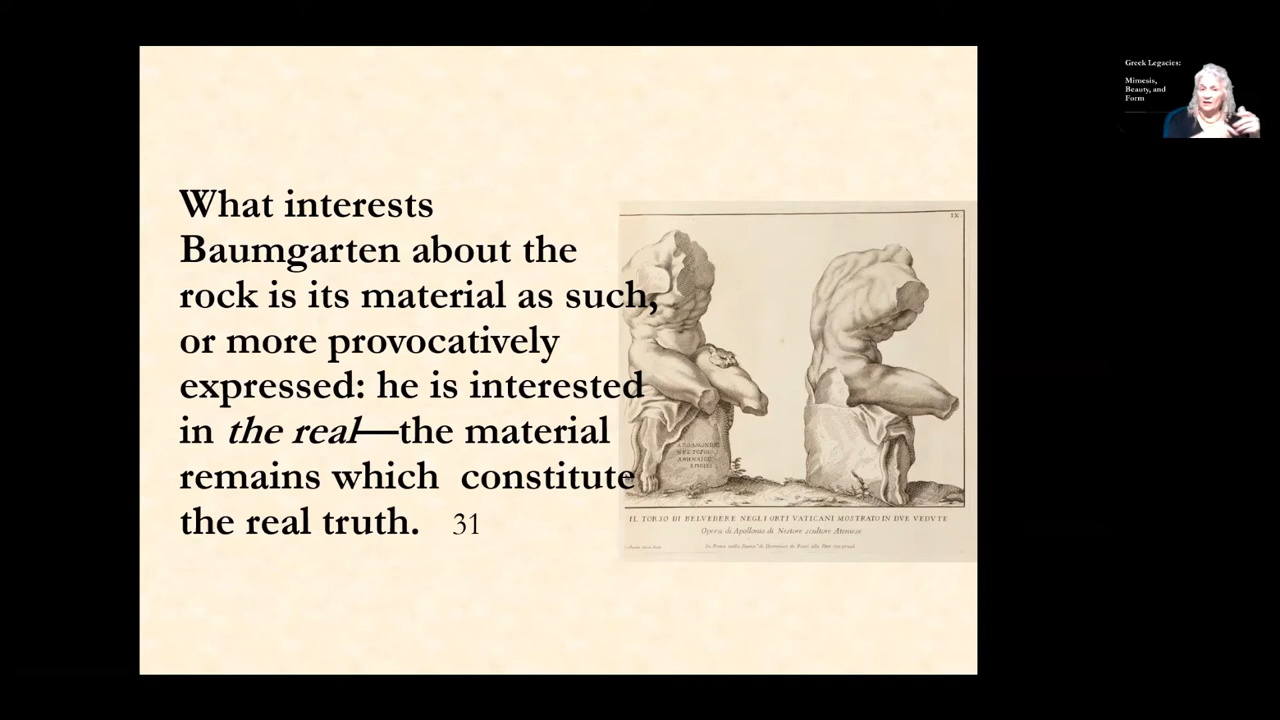 What interests
Baumgarten about the
rock is its material as such,
or more provocatively
expressed: he is interested
in the real—the material
remains which constitute
the real truth. 31
IX
IL TORSO DI BELVEDERE NEGLI ORTI VATICANI MOSTRATO IN DVE VEDVTE
Opera di Apollonio di Nestore scultore Ateniese
Greek Legacies:
Mimesis,
Beauty, and
Form